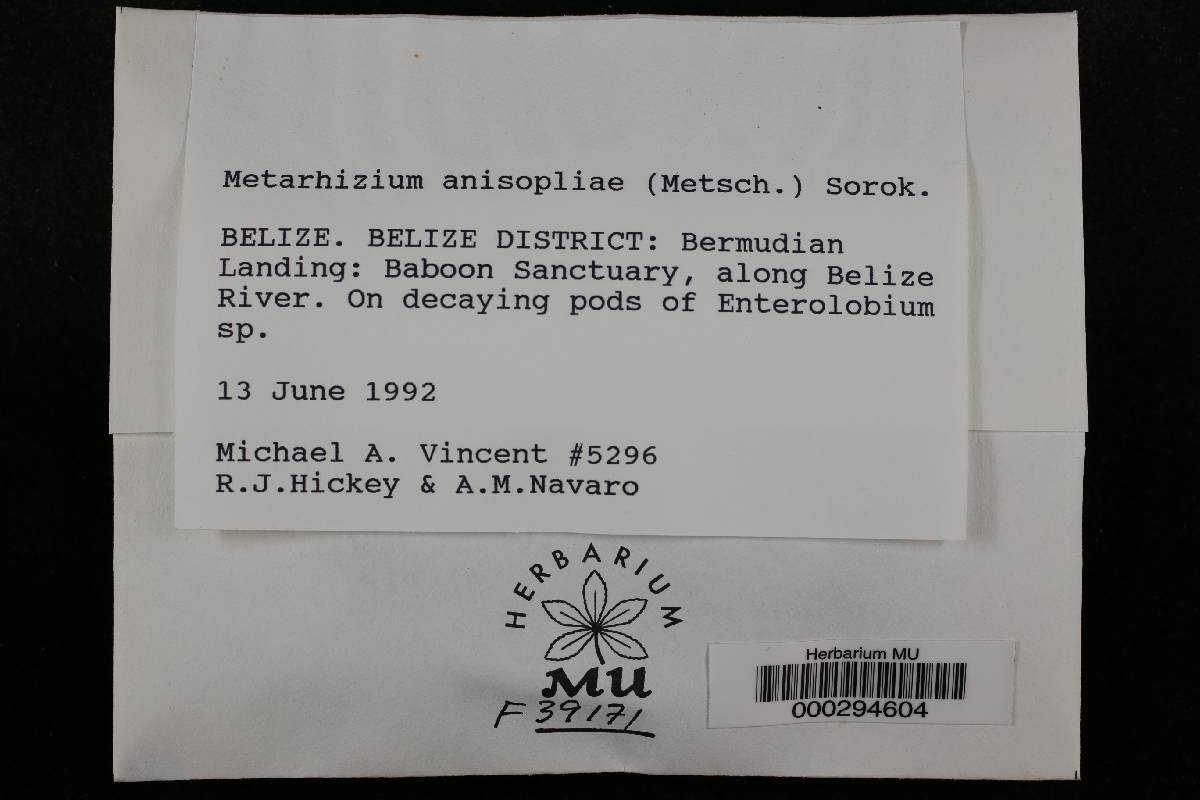 Metarhizium anisopliae (Metsch.) Sorok.
BELIZE. BELIZE DISTRICT: Bermudian
Landing: Baboon Sanctuary, along Belize
River. On decaying pods of Enterolobium
sp.
13 June 1992
Michael A. Vincent #5296
R.J.Hickey & A.M.Navaro
HERBARIUM
MU
F 39171
Herbarium MU
000294604